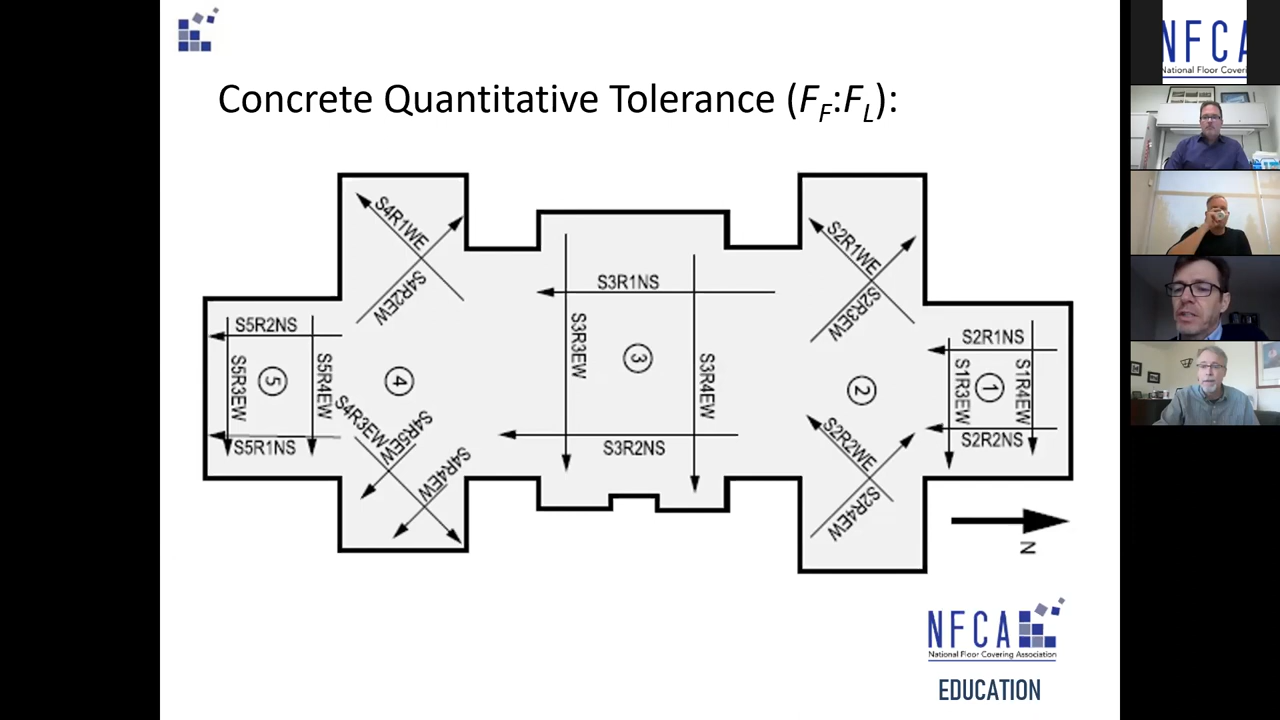 Concrete Quantitative Tolerance (FF:FL):
S4R1WE
S4R2EW
S2R1WE
S2R3EW
S3R1NS
S3R3EW
3
S3R4EW
S3R2NS
S5R2NS
S5R3EW
5
S5R4EW
S5R1NS
4
S4R3EW
S4R5EW
S4R4EW
2
S2R2WE
S2R4EW
S2R1NS
S1R3EW
1
S1R4EW
S2R2NS
N
NFCA
National Floor Covering Association
EDUCATION
NFCA
National Floor Coveri